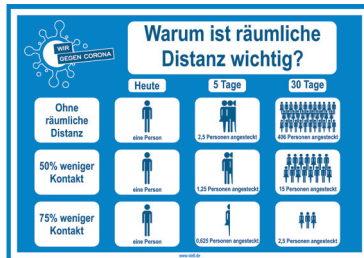 WIR
GEGEN CORONA
Warum ist räumliche
Distanz wichtig?
Heute
5 Tage
30 Tage
Ohne
räumliche
Distanz
eine Person
2,5 Personen angesteckt
406 Personen angesteckt
50% weniger
Kontakt
eine Person
1,25 Personen angesteckt
15 Personen angesteckt
75% weniger
Kontakt
eine Person
0,625 Personen angesteckt
2,5 Personen angesteckt